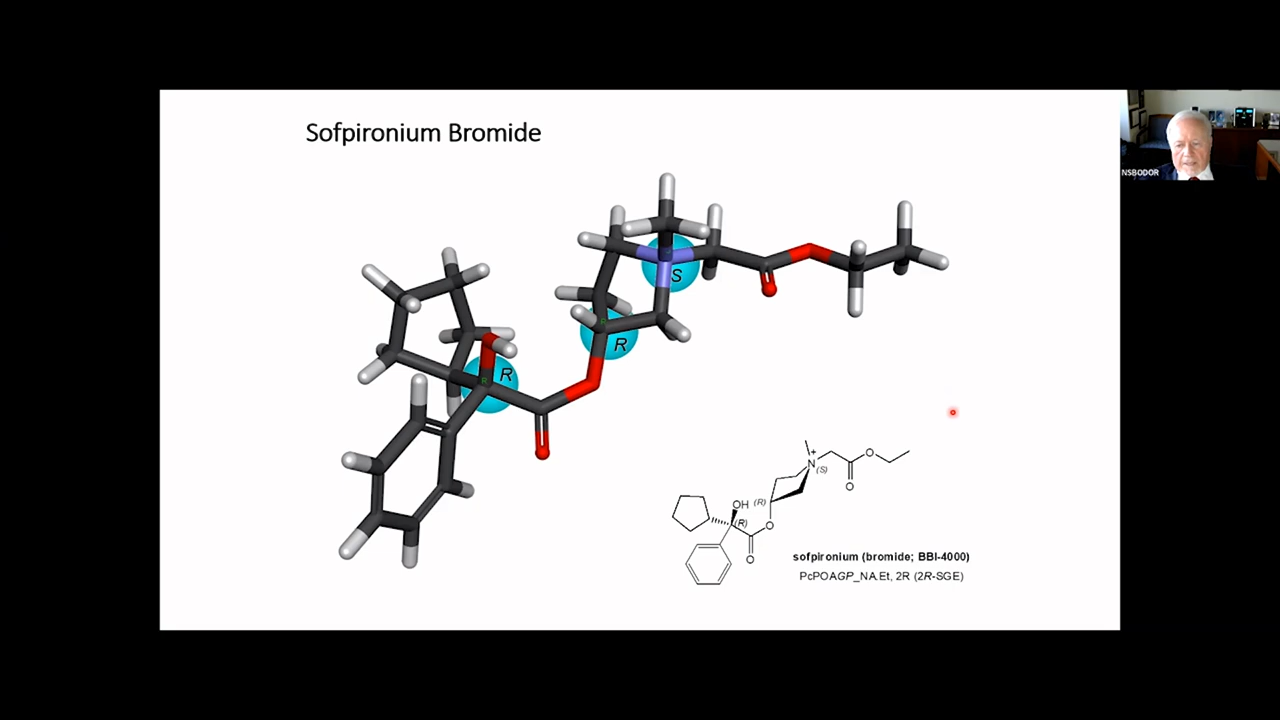 Sofpironium Bromide
NSBODOR
S
R
R
R
N
+
(S)
O
O
OH
(R)
(R)
O
O
sofpironium (bromide; BBI-4000)
PcPOAGP_NA.Et, 2R (2R-SGE)